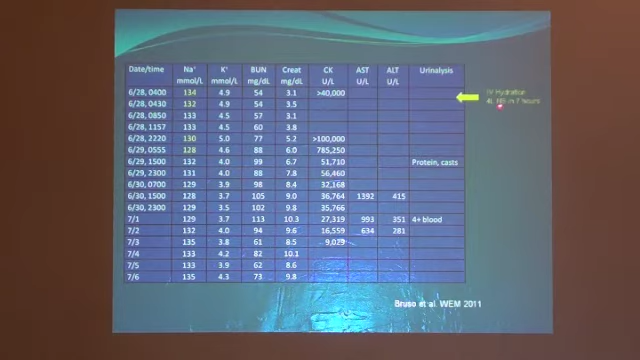 Date/time Na⁺ mmol/L K⁺ mmol/L BUN mg/dL Creat mg/dL CK U/L AST U/L ALT U/L Urinalysis
6/28, 0400 134 4.9 54 3.1 >40,000
6/28, 0430 132 4.5 54
6/28, 0850 133 4.5 57 3.1
6/28, 1157 133 4.5 60 3.8
6/28, 2220 130 5.0 77 5.2 >100,000
6/29, 0555 128 4.6 88 6.0 785,250
6/29, 1500 132 4.0 99 6.7 51,710 Protein, casts
6/29, 2300 131 4.0 88 7.8 56,460
6/30, 0700 129 3.9 98 8.4 32,168
6/30, 1500 128 3.7 105 9.0 36,764 1392 415
6/30, 2300 129 3.5 102 9.8 35,766
7/1 129 3.7 113 10.3 27,319 993 351 4+ blood
7/2 132 4.0 94 9.6 16,559 634 281
7/3 135 3.8 61 8.5 9,029
7/4 133 4.2 82 10.1
7/5 133 3.9 62 8.6
7/6 135 4.3 73 9.8
IV Hydration
4L NS in 7 hours
Bruso et al. WEM 2011